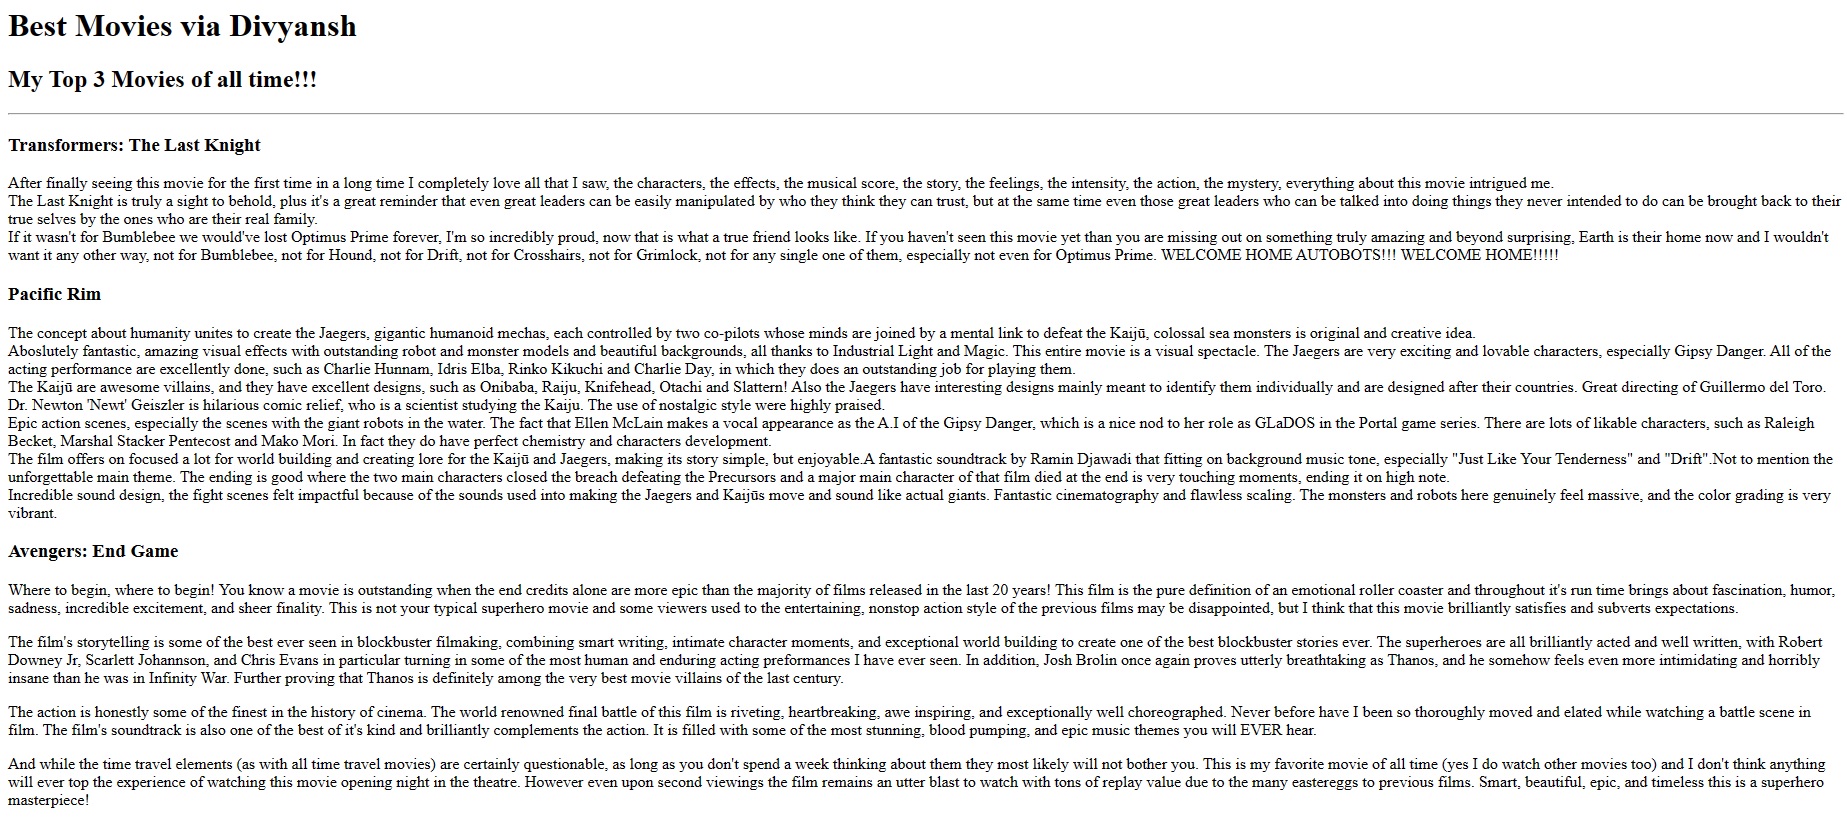 Best Movies via Divyansh
My Top 3 Movies of all time!!!
Transformers: The Last Knight
After finally seeing this movie for the first time in a long time I completely love all that I saw, the characters, the effects, the musical score, the story, the feelings, the intensity, the action, the mystery, everything about this movie intrigued me.
The Last Knight is truly a sight to behold, plus it's a great reminder that even great leaders can be easily manipulated by who they think they can trust, but at the same time even those great leaders who can be talked into doing things they never intended to do can be brought back to their
true selves by the ones who are their real family.
If it wasn't for Bumblebee we would've lost Optimus Prime forever, I'm so incredibly proud, now that is what a true friend looks like. If you haven't seen this movie yet than you are missing out on something truly amazing and beyond surprising, Earth is their home now and I wouldn't
want it any other way, not for Bumblebee, not for Hound, not for Drift, not for Crosshairs, not for Grimlock, not for any single one of them, especially not even for Optimus Prime. WELCOME HOME AUTOBOTS!!! WELCOME HOME!!!!!
Pacific Rim
The concept about humanity unites to create the Jaegers, gigantic humanoid mechas, each controlled by two co-pilots whose minds are joined by a mental link to defeat the Kaijū, colossal sea monsters is original and creative idea.
Aboslutely fantastic, amazing visual effects with outstanding robot and monster models and beautiful backgrounds, all thanks to Industrial Light and Magic. This entire movie is a visual spectacle. The Jaegers are very exciting and lovable characters, especially Gipsy Danger. All of the
acting performance are excellently done, such as Charlie Hunnam, Idris Elba, Rinko Kikuchi and Charlie Day, in which they does an outstanding job for playing them.
The Kaijū are awesome villains, and they have excellent designs, such as Onibaba, Raiju, Knifehead, Otachi and Slattern! Also the Jaegers have interesting designs mainly meant to identify them individually and are designed after their countries. Great directing of Guillermo del Toro.
Dr. Newton 'Newt' Geiszler is hilarious comic relief, who is a scientist studying the Kaiju. The use of nostalgic style were highly praised.
Epic action scenes, especially the scenes with the giant robots in the water. The fact that Ellen McLain makes a vocal appearance as the A.I of the Gipsy Danger, which is a nice nod to her role as GLaDOS in the Portal game series. There are lots of likable characters, such as Raleigh
Becket, Marshal Stacker Pentecost and Mako Mori. In fact they do have perfect chemistry and characters development.
The film offers on focused a lot for world building and creating lore for the Kaijū and Jaegers, making its story simple, but enjoyable.A fantastic soundtrack by Ramin Djawadi that fitting on background music tone, especially "Just Like Your Tenderness" and "Drift".Not to mention the
unforgettable main theme. The ending is good where the two main characters closed the breach defeating the Precursors and a major main character of that film died at the end is very touching moments, ending it on high note.
Incredible sound design, the fight scenes felt impactful because of the sounds used into making the Jaegers and Kaijūs move and sound like actual giants. Fantastic cinematography and flawless scaling. The monsters and robots here genuinely feel massive, and the color grading is very
vibrant.
Avengers: End Game
Where to begin, where to begin! You know a movie is outstanding when the end credits alone are more epic than the majority of films released in the last 20 years! This film is the pure definition of an emotional roller coaster and throughout it's run time brings about fascination, humor,
sadness, incredible excitement, and sheer finality. This is not your typical superhero movie and some viewers used to the entertaining, nonstop action style of the previous films may be disappointed, but I think that this movie brilliantly satisfies and subverts expectations.
The film's storytelling is some of the best ever seen in blockbuster filmaking, combining smart writing, intimate character moments, and exceptional world building to create one of the best blockbuster stories ever. The superheroes are all brilliantly acted and well written, with Robert
Downey Jr, Scarlett Johannson, and Chris Evans in particular turning in some of the most human and enduring acting preformances I have ever seen. In addition, Josh Brolin once again proves utterly breathtaking as Thanos, and he somehow feels even more intimidating and horribly
insane than he was in Infinity War. Further proving that Thanos is definitely among the very best movie villains of the last century.
The action is honestly some of the finest in the history of cinema. The world renowned final battle of this film is riveting, heartbreaking, awe inspiring, and exceptionally well choreographed. Never before have I been so thoroughly moved and elated while watching a battle scene in
film. The film's soundtrack is also one of the best of it's kind and brilliantly complements the action. It is filled with some of the most stunning, blood pumping, and epic music themes you will EVER hear.
And while the time travel elements (as with all time travel movies) are certainly questionable, as long as you don't spend a week thinking about them they most likely will not bother you. This is my favorite movie of all time (yes I do watch other movies too) and I don't think anything
will ever top the experience of watching this movie opening night in the theatre. However even upon second viewings the film remains an utter blast to watch with tons of replay value due to the many eastereggs to previous films. Smart, beautiful, epic, and timeless this is a superhero
masterpiece!